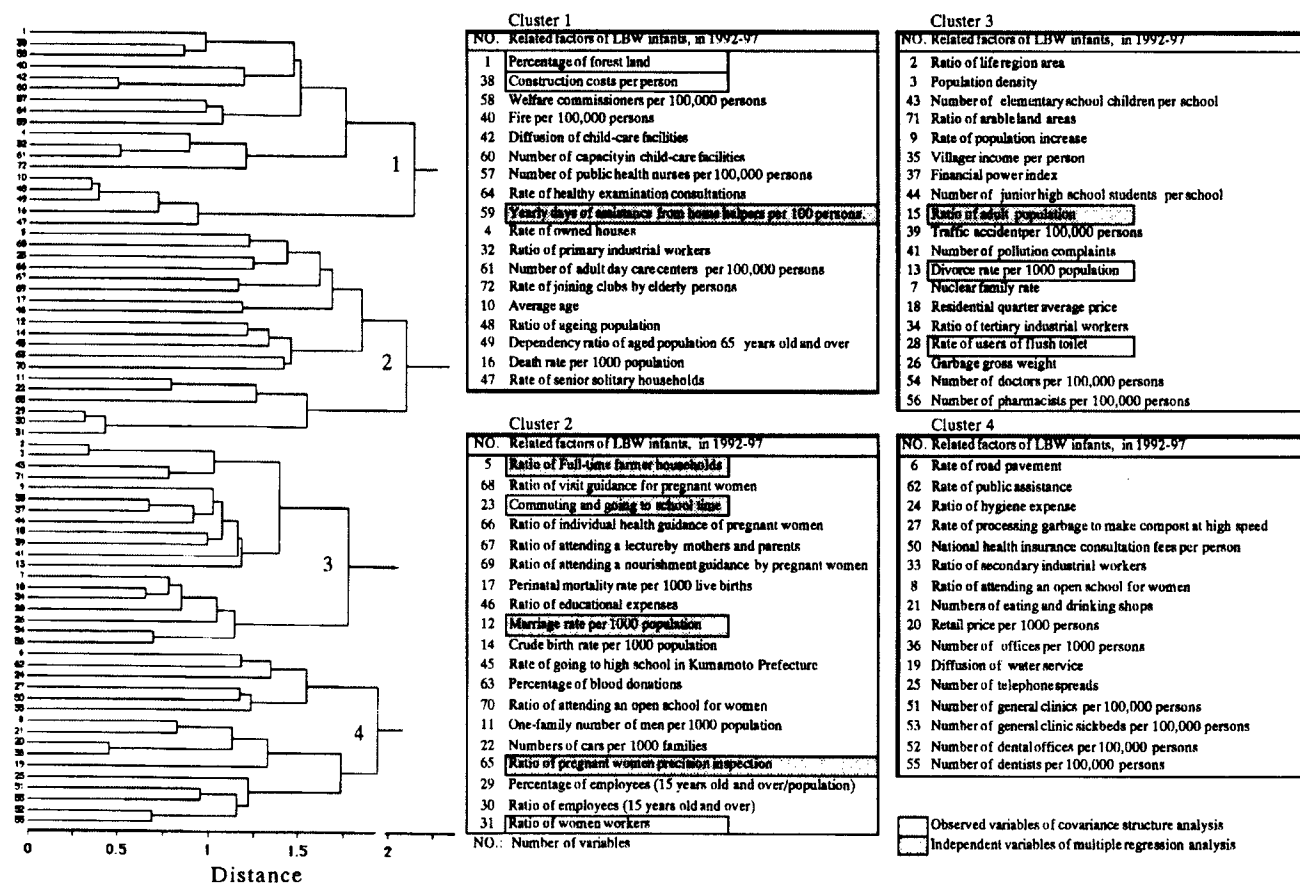 Cluster 1
NO. Related factors of LBW infants, in 1992-97
1 Percentage of forest land
38 Construction costs per person
58 Welfare commissioners per 100,000 persons
40 Fire per 100,000 persons
42 Diffusion of child-care facilities
60 Number of capacity in child-care facilities
57 Number of public health nurses per 100,000 persons
64 Rate of healthy examination consultations
59 Yearly days of assistance from home helpers per 100 persons.
4 Rate of owned houses
32 Ratio of primary industrial workers
61 Number of adult day care centers per 100,000 persons
72 Rate of joining clubs by elderly persons
10 Average age
48 Ratio of ageing population
49 Dependency ratio of aged population 65 years old and over
16 Death rate per 1000 population
47 Rate of senior solitary households
Cluster 2
NO. Related factors of LBW infants, in 1992-97
5 Ratio of Full-time farmer households
68 Ratio of visit guidance for pregnant women
23 Commuting and going to school time
66 Ratio of individual health guidance of pregnant women
67 Ratio of attending a lecture by mothers and parents
69 Ratio of attending a nourishment guidance by pregnant women
17 Perinatal mortality rate per 1000 live births
46 Ratio of educational expenses
12 Marriage rate per 1000 population
14 Crude birth rate per 1000 population
45 Rate of going to high school in Kumamoto Prefecture
63 Percentage of blood donations
70 Ratio of attending an open school for women
11 One-family number of men per 1000 population
22 Numbers of cars per 1000 families
65 Ratio of pregnant women precision inspection
29 Percentage of employees (15 years old and over/population)
30 Ratio of employees (15 years old and over)
31 Ratio of women workers
NO.: Number of variables
Cluster 3
NO. Related factors of LBW infants, in 1992-97
2 Ratio of life region area
3 Population density
43 Number of elementary school children per school
71 Ratio of arable land areas
9 Rate of population increase
35 Villager income per person
37 Financial power index
44 Number of junior high school students per school
15 Ratio of adult population
39 Traffic accident per 100,000 persons
41 Number of pollution complaints
13 Divorce rate per 1000 population
7 Nuclear family rate
18 Residential quarter average price
34 Ratio of tertiary industrial workers
28 Rate of users of flush toilet
26 Garbage gross weight
54 Number of doctors per 100,000 persons
56 Number of pharmacists per 100,000 persons
Cluster 4
NO. Related factors of LBW infants, in 1992-97
6 Rate of road pavement
62 Rate of public assistance
24 Ratio of hygiene expense
27 Rate of processing garbage to make compost at high speed
50 National health insurance consultation fees per person
33 Ratio of secondary industrial workers
8 Ratio of attending an open school for women
21 Numbers of eating and drinking shops
20 Retail price per 1000 persons
36 Number of offices per 1000 persons
19 Diffusion of water service
25 Number of telephone spreads
51 Number of general clinics per 100,000 persons
53 Number of general clinic sickbeds per 100,000 persons
52 Number of dental offices per 100,000 persons
55 Number of dentists per 100,000 persons
Observed variables of covariance structure analysis
Independent variables of multiple regression analysis
1
2
3
4
0 0.5 1 1.5 2
Distance